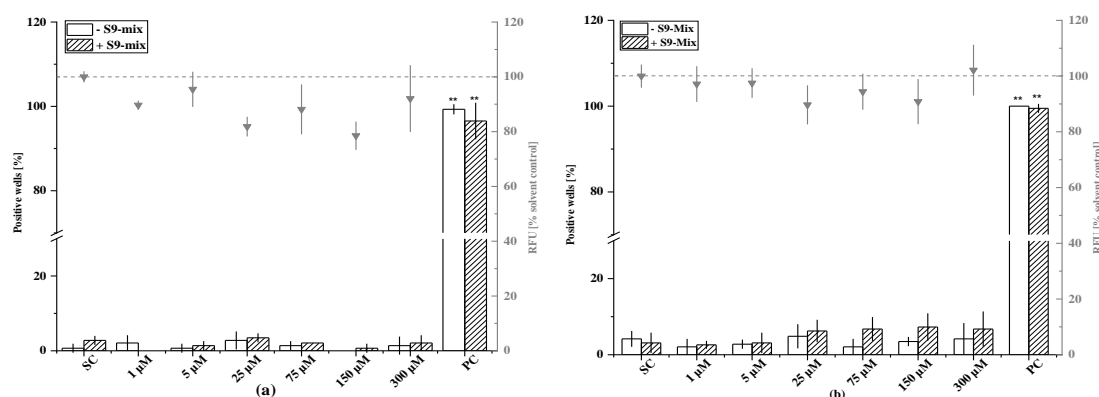 - S9-mix
+ S9-mix
120
100
80
20
0
Positive wells [%]
**
**
120
100
80
60
40
20
0
RFU [% solvent control]
SC
1 µM
5 µM
25 µM
75 µM
150 µM
300 µM
PC
(a)
- S9-Mix
+ S9-Mix
120
100
80
20
0
Positive wells [%]
**
**
120
100
80
60
40
20
0
RFU [% solvent control]
SC
1 µM
5 µM
25 µM
75 µM
150 µM
300 µM
PC
(b)